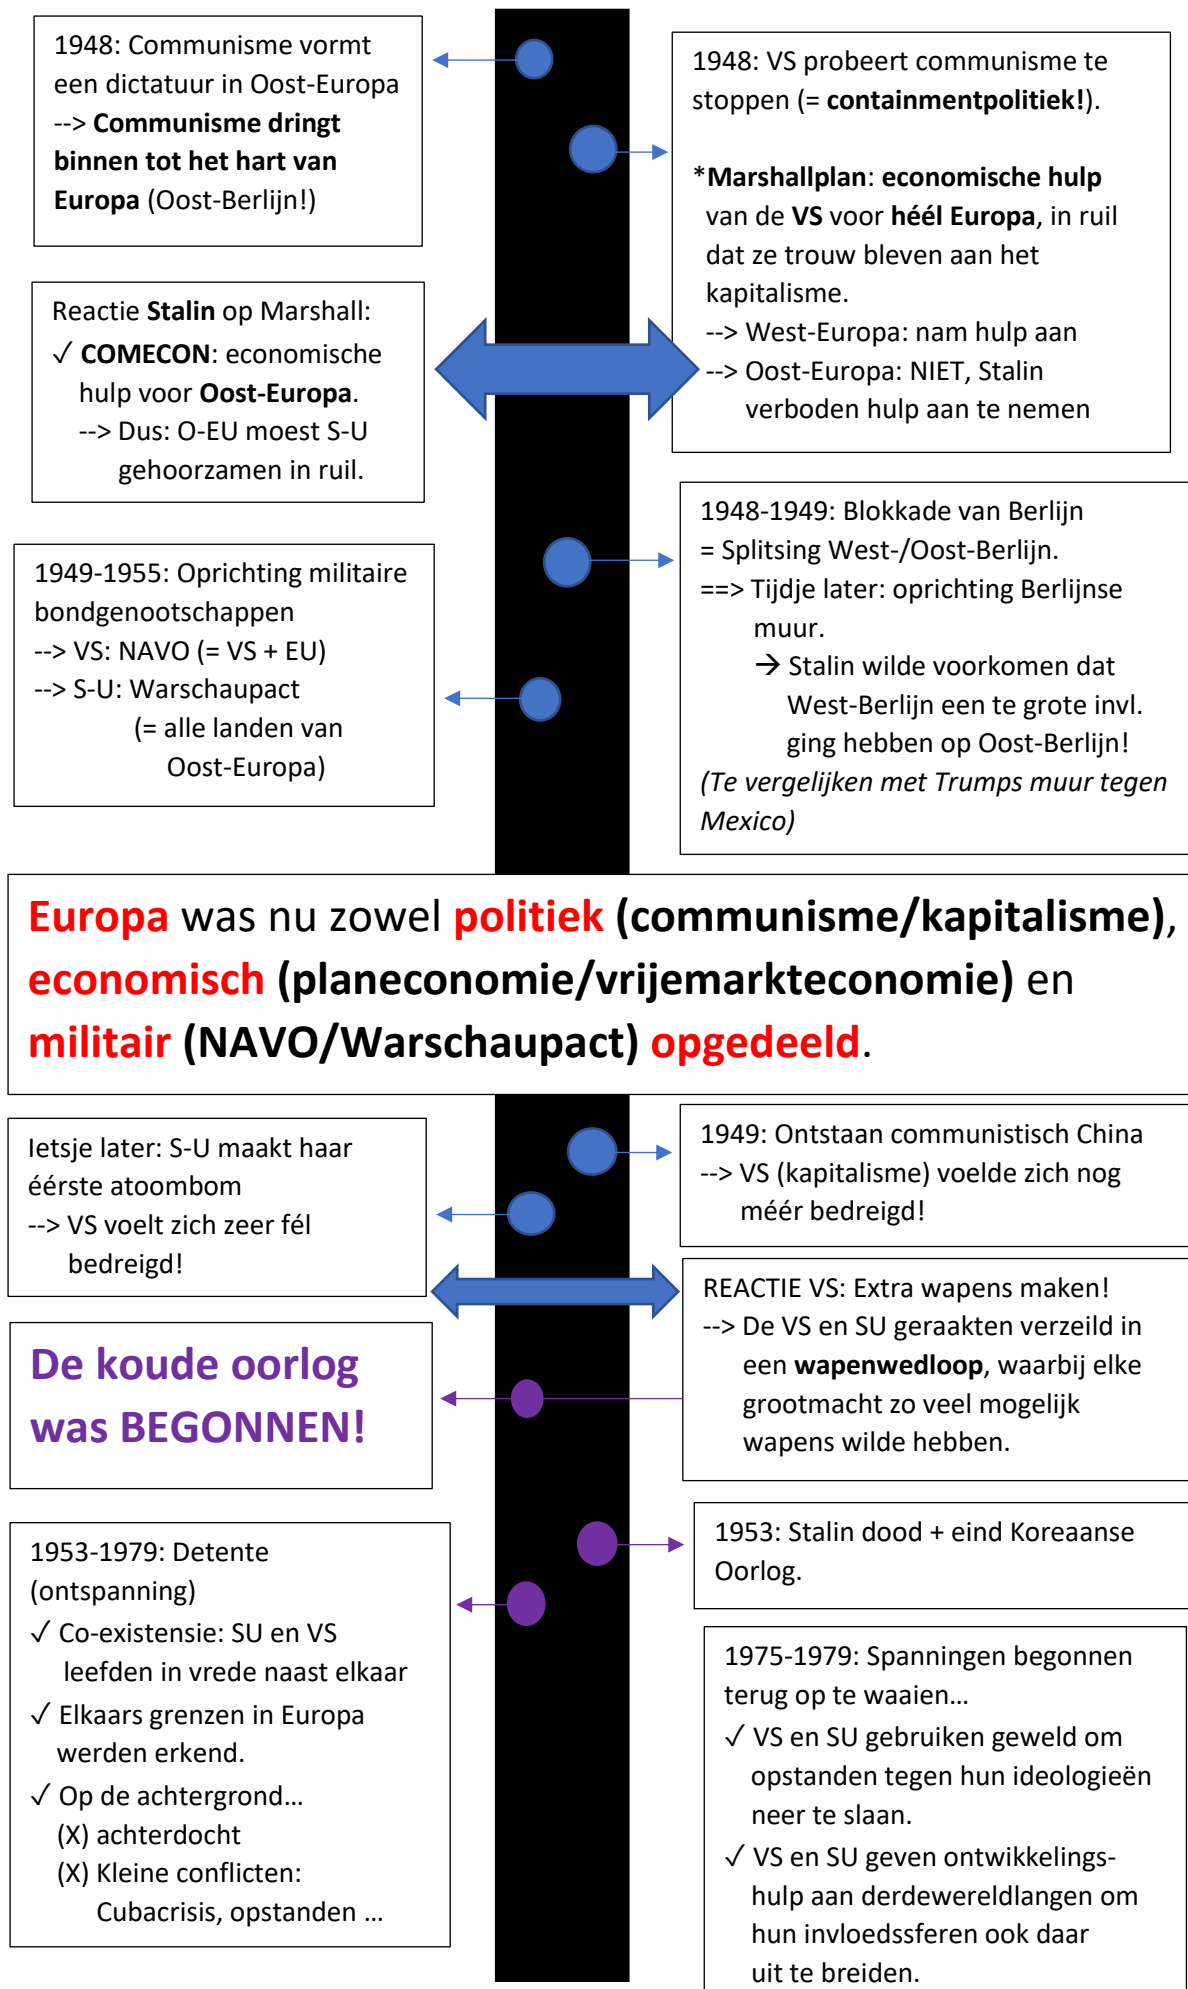 1948: Communisme vormt
een dictatuur in Oost-Europa
--> Communisme dringt
binnen tot het hart van
Europa (Oost-Berlijn!)
1948: VS probeert communisme te
stoppen (= containmentpolitiek!).
*Marshallplan: economische hulp
van de VS voor héél Europa, in ruil
dat ze trouw bleven aan het
kapitalisme.
--> West-Europa: nam hulp aan
--> Oost-Europa: NIET, Stalin
verboden hulp aan te nemen
Reactie Stalin op Marshall:
✓ COMECON: economische
hulp voor Oost-Europa.
--> Dus: O-EU moest S-U
gehoorzamen in ruil.
1948-1949: Blokkade van Berlijn
= Splitsing West-/Oost-Berlijn.
==> Tijdje later: oprichting Berlijnse
muur.
→ Stalin wilde voorkomen dat
West-Berlijn een te grote invl.
ging hebben op Oost-Berlijn!
(Te vergelijken met Trumps muur tegen
Mexico)
1949-1955: Oprichting militaire
bondgenootschappen
--> VS: NAVO (= VS + EU)
--> S-U: Warschaupact
(= alle landen van
Oost-Europa)
Europa was nu zowel politiek (communisme/kapitalisme),
economisch (planeconomie/vrijemarkteconomie) en
militair (NAVO/Warschaupact) opgedeeld.
Ietsje later: S-U maakt haar
éérste atoombom
--> VS voelt zich zeer fél
bedreigd!
1949: Ontstaan communistisch China
--> VS (kapitalisme) voelde zich nog
méér bedreigd!
REACTIE VS: Extra wapens maken!
--> De VS en SU geraakten verzeild in
een wapenwedloop, waarbij elke
grootmacht zo veel mogelijk
wapens wilde hebben.
De koude oorlog
was BEGONNEN!
1953: Stalin dood + eind Koreaanse
Oorlog.
1953-1979: Detente
(ontspanning)
✓ Co-existensie: SU en VS
leefden in vrede naast elkaar
✓ Elkaars grenzen in Europa
werden erkend.
✓ Op de achtergrond…
(X) achterdocht
(X) Kleine conflicten:
Cubacrisis, opstanden …
1975-1979: Spanningen begonnen
terug op te waaien…
✓ VS en SU gebruiken geweld om
opstanden tegen hun ideologieën
neer te slaan.
✓ VS en SU geven ontwikkelings-
hulp aan derdewereldlangen om
hun invloedssferen ook daar
uit te breiden.